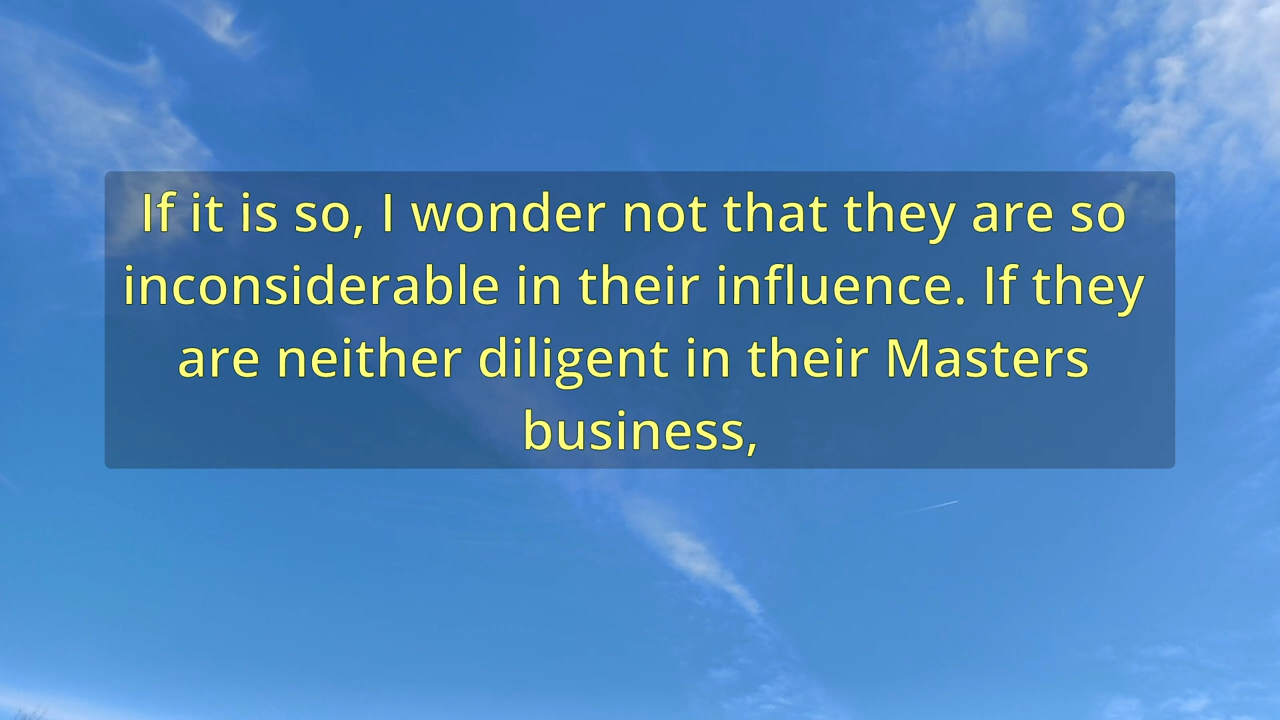 If it is so, I wonder not that they are so
inconsiderable in their influence. If they
are neither diligent in their Masters
business,